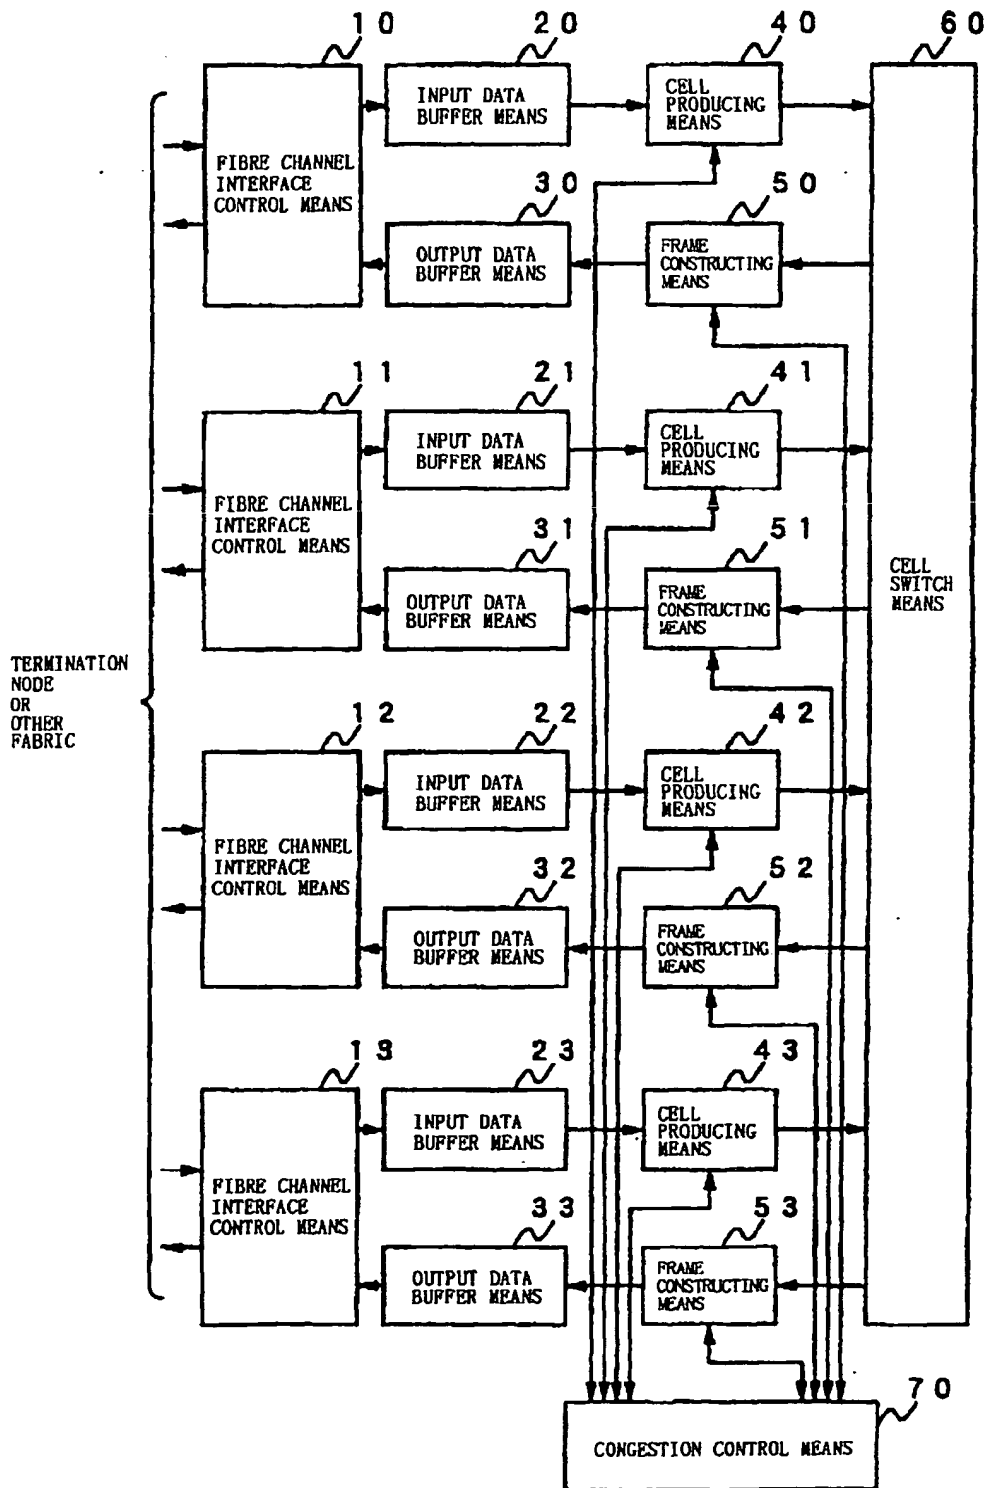 10
20
40
60
FIBRE CHANNEL
INTERFACE
CONTROL MEANS
INPUT DATA
BUFFER MEANS
CELL
PRODUCING
MEANS
30
50
OUTPUT DATA
BUFFER MEANS
FRAME
CONSTRUCTING
MEANS
11
21
41
FIBRE CHANNEL
INTERFACE
CONTROL MEANS
INPUT DATA
BUFFER MEANS
CELL
PRODUCING
MEANS
31
51
OUTPUT DATA
BUFFER MEANS
FRAME
CONSTRUCTING
MEANS
CELL
SWITCH
MEANS
TERMINATION
NODE
OR
OTHER
FABRIC
12
22
42
FIBRE CHANNEL
INTERFACE
CONTROL MEANS
INPUT DATA
BUFFER MEANS
CELL
PRODUCING
MEANS
32
52
OUTPUT DATA
BUFFER MEANS
FRAME
CONSTRUCTING
MEANS
13
23
43
FIBRE CHANNEL
INTERFACE
CONTROL MEANS
INPUT DATA
BUFFER MEANS
CELL
PRODUCING
MEANS
33
53
OUTPUT DATA
BUFFER MEANS
FRAME
CONSTRUCTING
MEANS
70
CONGESTION CONTROL MEANS